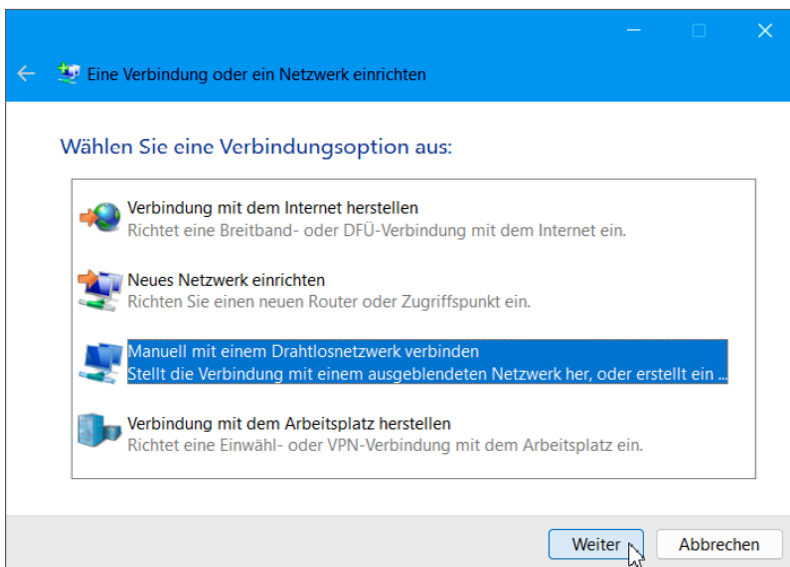 Eine Verbindung oder ein Netzwerk einrichten
Wählen Sie eine Verbindungsoption aus:
Verbindung mit dem Internet herstellen
Richtet eine Breitband- oder DFÜ-Verbindung mit dem Internet ein.
Neues Netzwerk einrichten
Richten Sie einen neuen Router oder Zugriffspunkt ein.
Manuell mit einem Drahtlosnetzwerk verbinden
Stellt die Verbindung mit einem ausgeblendeten Netzwerk her, oder erstellt ein ...
Verbindung mit dem Arbeitsplatz herstellen
Richtet eine Einwähl- oder VPN-Verbindung mit dem Arbeitsplatz ein.
Weiter Abbrechen